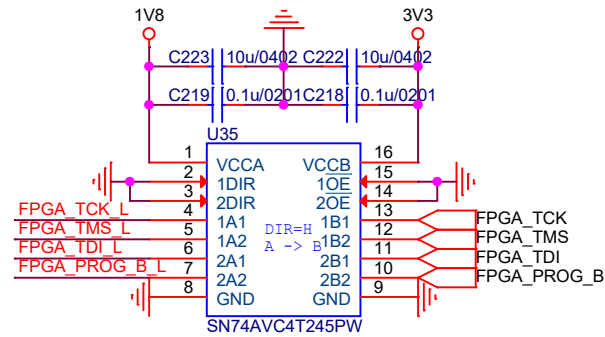 1V8 3V3
C223 10u/0402 C222 10u/0402
C219 0.1u/0201 C218 0.1u/0201
U35
1 VCCA VCCB 16
2 1DIR 1OE 15
3 2DIR 2OE 14
FPGA_TCK_L 4 1A1 1B1 13 FPGA_TCK
DIR=H
FPGA_TMS_L 5 1A2 1B2 12 FPGA_TMS
A -> B
FPGA_TDI_L 6 2A1 2B1 11 FPGA_TDI
FPGA_PROG_B_L 7 2A2 2B2 10 FPGA_PROG_B
8 GND GND 9
SN74AVC4T245PW